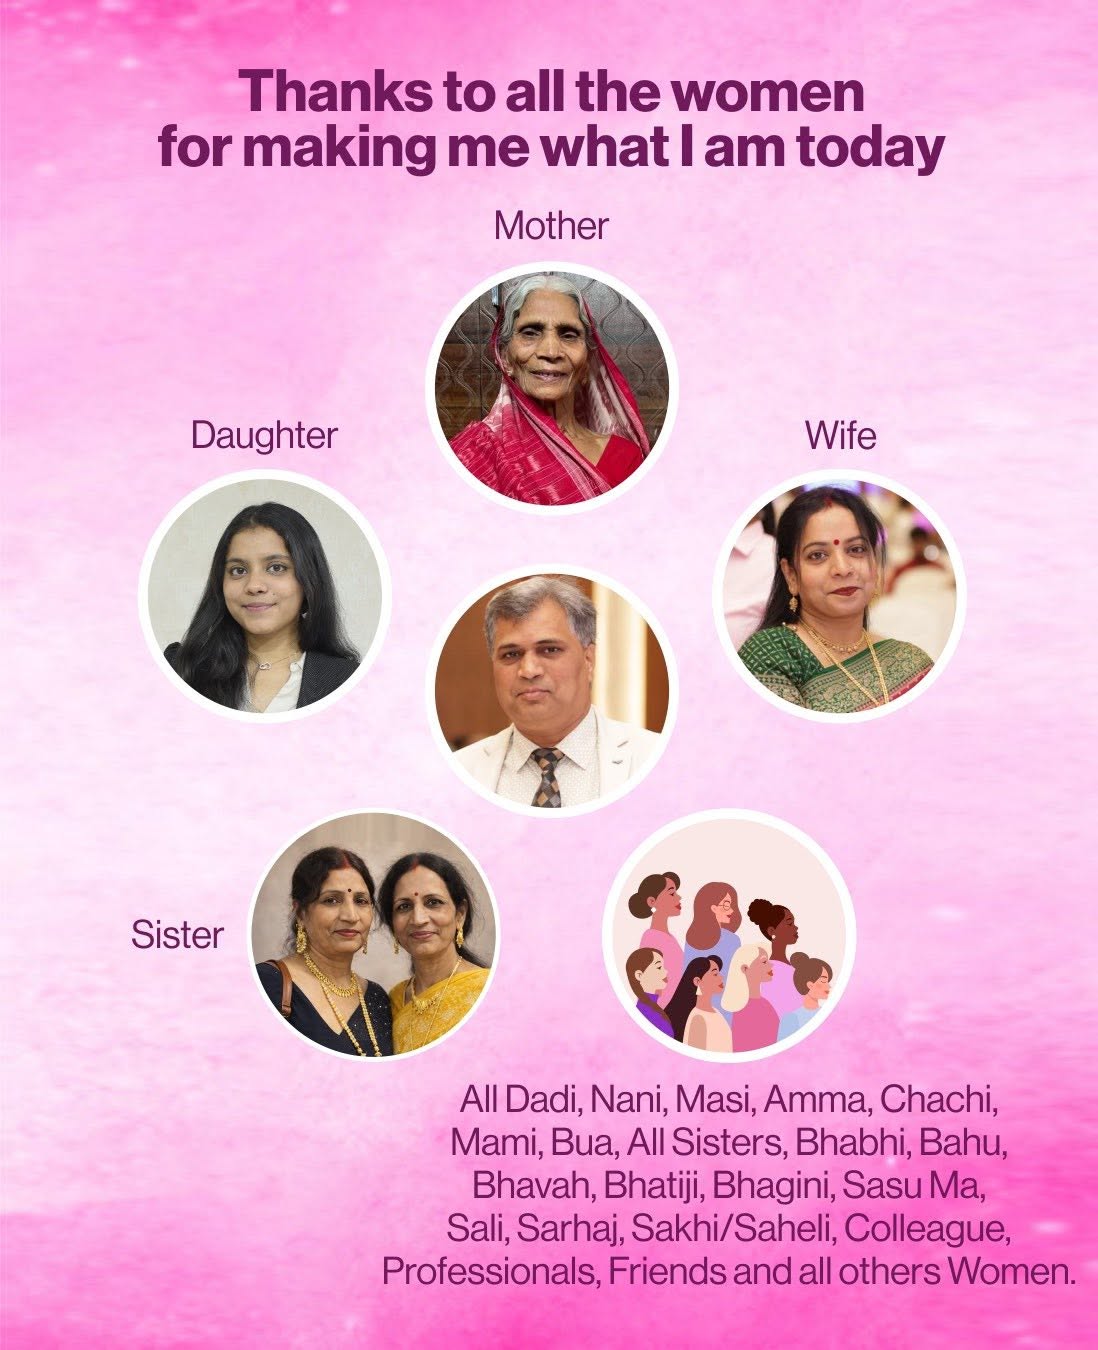 Thanks to all the women
for making me what I am today
Mother
Daughter
Wife
Sister
All Dadi, Nani, Masi, Amma, Chachi,
Mami, Bua, All Sisters, Bhabhi, Bahu,
Bhavah, Bhatiji, Bhagini, Sasu Ma,
Sali, Sarhaj, Sakhi/Saheli, Colleague,
Professionals, Friends and all others Women.